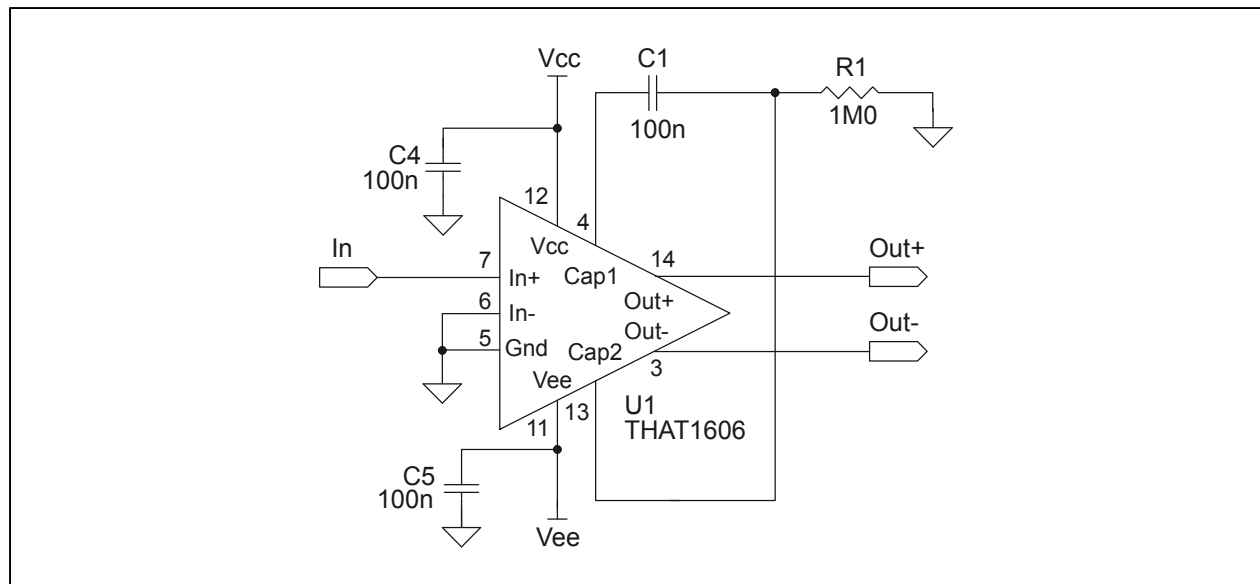 Vcc
C1
R1
100n
1M0
C4
100n
12
4
In
7
Vcc
14
Out+
In+
Cap1
6
In-
Out+
Out-
5
Gnd
Cap2
3
Out-
Vee
13
11
U1
THAT1606
C5
100n
Vee